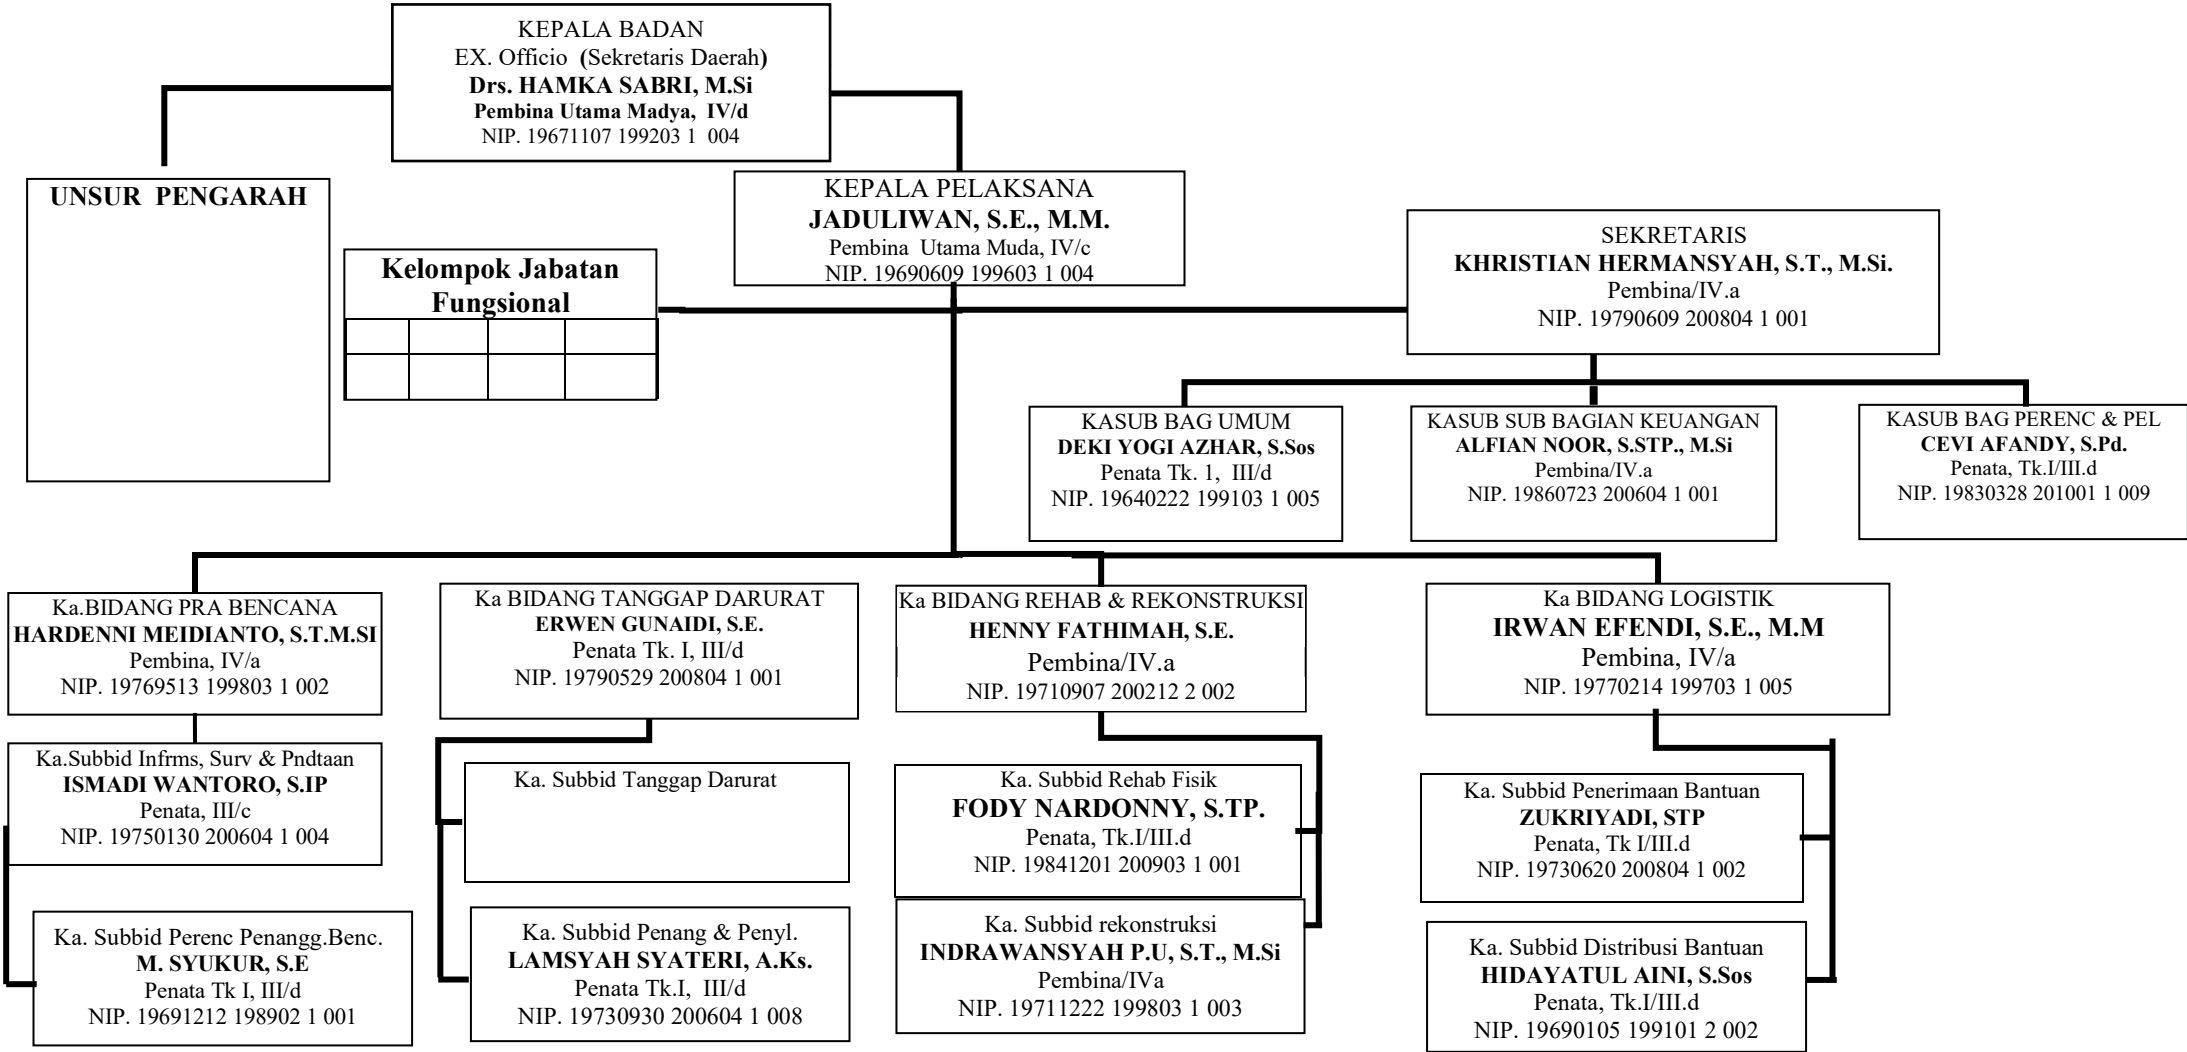 KEPALA BADAN
EX. Officio (Sekretaris Daerah)
Drs. HAMKA SABRI, M.Si
Pembina Utama Madya, IV/d
NIP. 19671107 199203 1 004
UNSUR PENGARAH
KEPALA PELAKSANA
JADULIWAN, S.E., M.M.
Pembina Utama Muda, IV/c
NIP. 19690609 199603 1 004
Kelompok Jabatan
Fungsional
SEKRETARIS
KHRISTIAN HERMANSYAH, S.T., M.Si.
Pembina/IV.a
NIP. 19790609 200804 1 001
KASUB BAG UMUM
DEKI YOGI AZHAR, S.Sos
Penata Tk. 1, III/d
NIP. 19640222 199103 1 005
KASUB SUB BAGIAN KEUANGAN
ALFIAN NOOR, S.STP., M.Si
Pembina/IV.a
NIP. 19860723 200604 1 001
KASUB BAG PERENC & PEL
CEVI AFANDY, S.Pd.
Penata, Tk.I/III.d
NIP. 19830328 201001 1 009
Ka.BIDANG PRA BENCANA
HARDENNI MEIDIANTO, S.T.M.SI
Pembina, IV/a
NIP. 19769513 199803 1 002
Ka BIDANG TANGGAP DARURAT
ERWEN GUNAIDI, S.E.
Penata Tk. I, III/d
NIP. 19790529 200804 1 001
Ka BIDANG REHAB & REKONSTRUKSI
HENNY FATHIMAH, S.E.
Pembina/IV.a
NIP. 19710907 200212 2 002
Ka BIDANG LOGISTIK
IRWAN EFENDI, S.E., M.M
Pembina, IV/a
NIP. 19770214 199703 1 005
Ka.Subbid Infrms, Surv & Pndtaan
ISMADI WANTORO, S.IP
Penata, III/c
NIP. 19750130 200604 1 004
Ka. Subbid Tanggap Darurat
Ka. Subbid Rehab Fisik
FODY NARDONNY, S.TP.
Penata, Tk.I/III.d
NIP. 19841201 200903 1 001
Ka. Subbid Penerimaan Bantuan
ZUKRIYADI, STP
Penata, Tk I/III.d
NIP. 19730620 200804 1 002
Ka. Subbid Perenc Penangg.Benc.
M. SYUKUR, S.E
Penata Tk I, III/d
NIP. 19691212 198902 1 001
Ka. Subbid Penang & Penyl.
LAMSYAH SYATERI, A.Ks.
Penata Tk.I, III/d
NIP. 19730930 200604 1 008
Ka. Subbid rekonstruksi
INDRAWANSYAH P.U, S.T., M.Si
Pembina/IVa
NIP. 19711222 199803 1 003
Ka. Subbid Distribusi Bantuan
HIDAYATUL AINI, S.Sos
Penata, Tk.I/III.d
NIP. 19690105 199101 2 002